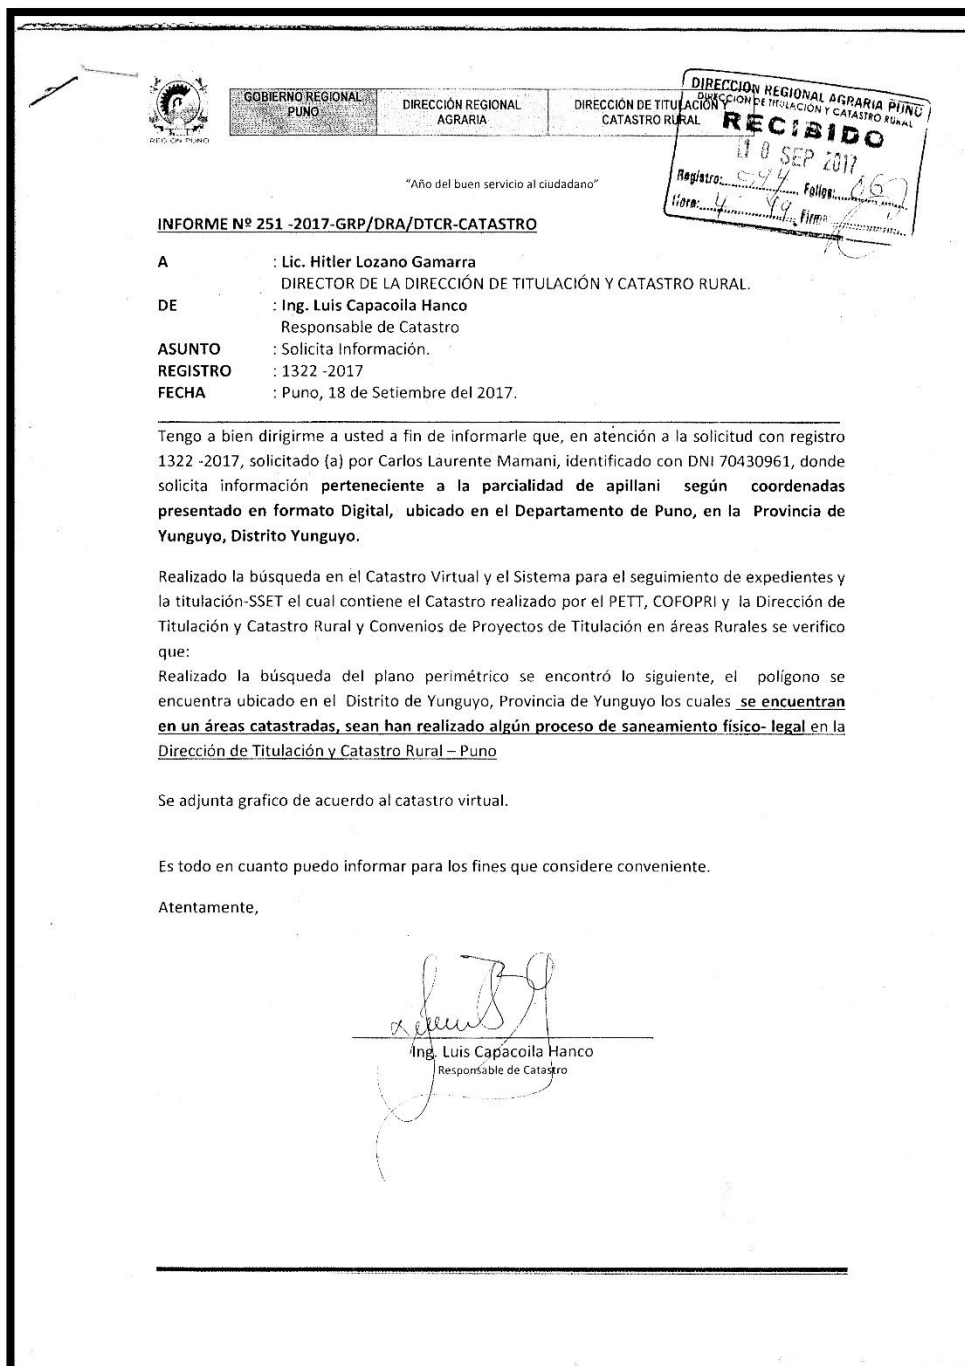 REGION PUNO
GOBIERNO REGIONAL
PUNO
DIRECCIÓN REGIONAL
AGRARIA
DIRECCIÓN DE TITULACIÓN Y
CATASTRO RURAL
DIRECCION REGIONAL AGRARIA PUNO
DIRECCION DE TITULACIÓN Y CATASTRO RURAL
RECIBIDO
18 SEP 2017
Registro: 544 Folios:
Hora: 4 Firma
"Año del buen servicio al ciudadano"
INFORME Nº 251 -2017-GRP/DRA/DTCR-CATASTRO
A : Lic. Hitler Lozano Gamarra
DIRECTOR DE LA DIRECCIÓN DE TITULACIÓN Y CATASTRO RURAL.
DE : Ing. Luis Capacoila Hanco
Responsable de Catastro
ASUNTO : Solicita Información.
REGISTRO : 1322 -2017
FECHA : Puno, 18 de Setiembre del 2017.
Tengo a bien dirigirme a usted a fin de informarle que, en atención a la solicitud con registro
1322 -2017, solicitado (a) por Carlos Laurente Mamani, identificado con DNI 70430961, donde
solicita información perteneciente a la parcialidad de apillani según coordenadas
presentado en formato Digital, ubicado en el Departamento de Puno, en la Provincia de
Yunguyo, Distrito Yunguyo.
Realizado la búsqueda en el Catastro Virtual y el Sistema para el seguimiento de expedientes y
la titulación-SSET el cual contiene el Catastro realizado por el PETT, COFOPRI y la Dirección de
Titulación y Catastro Rural y Convenios de Proyectos de Titulación en áreas Rurales se verifico
que:
Realizado la búsqueda del plano perimétrico se encontró lo siguiente, el polígono se
encuentra ubicado en el Distrito de Yunguyo, Provincia de Yunguyo los cuales se encuentran
en un áreas catastradas, sean han realizado algún proceso de saneamiento físico- legal en la
Dirección de Titulación y Catastro Rural – Puno
Se adjunta grafico de acuerdo al catastro virtual.
Es todo en cuanto puedo informar para los fines que considere conveniente.
Atentamente,
Ing. Luis Capacoila Hanco
Responsable de Catastro